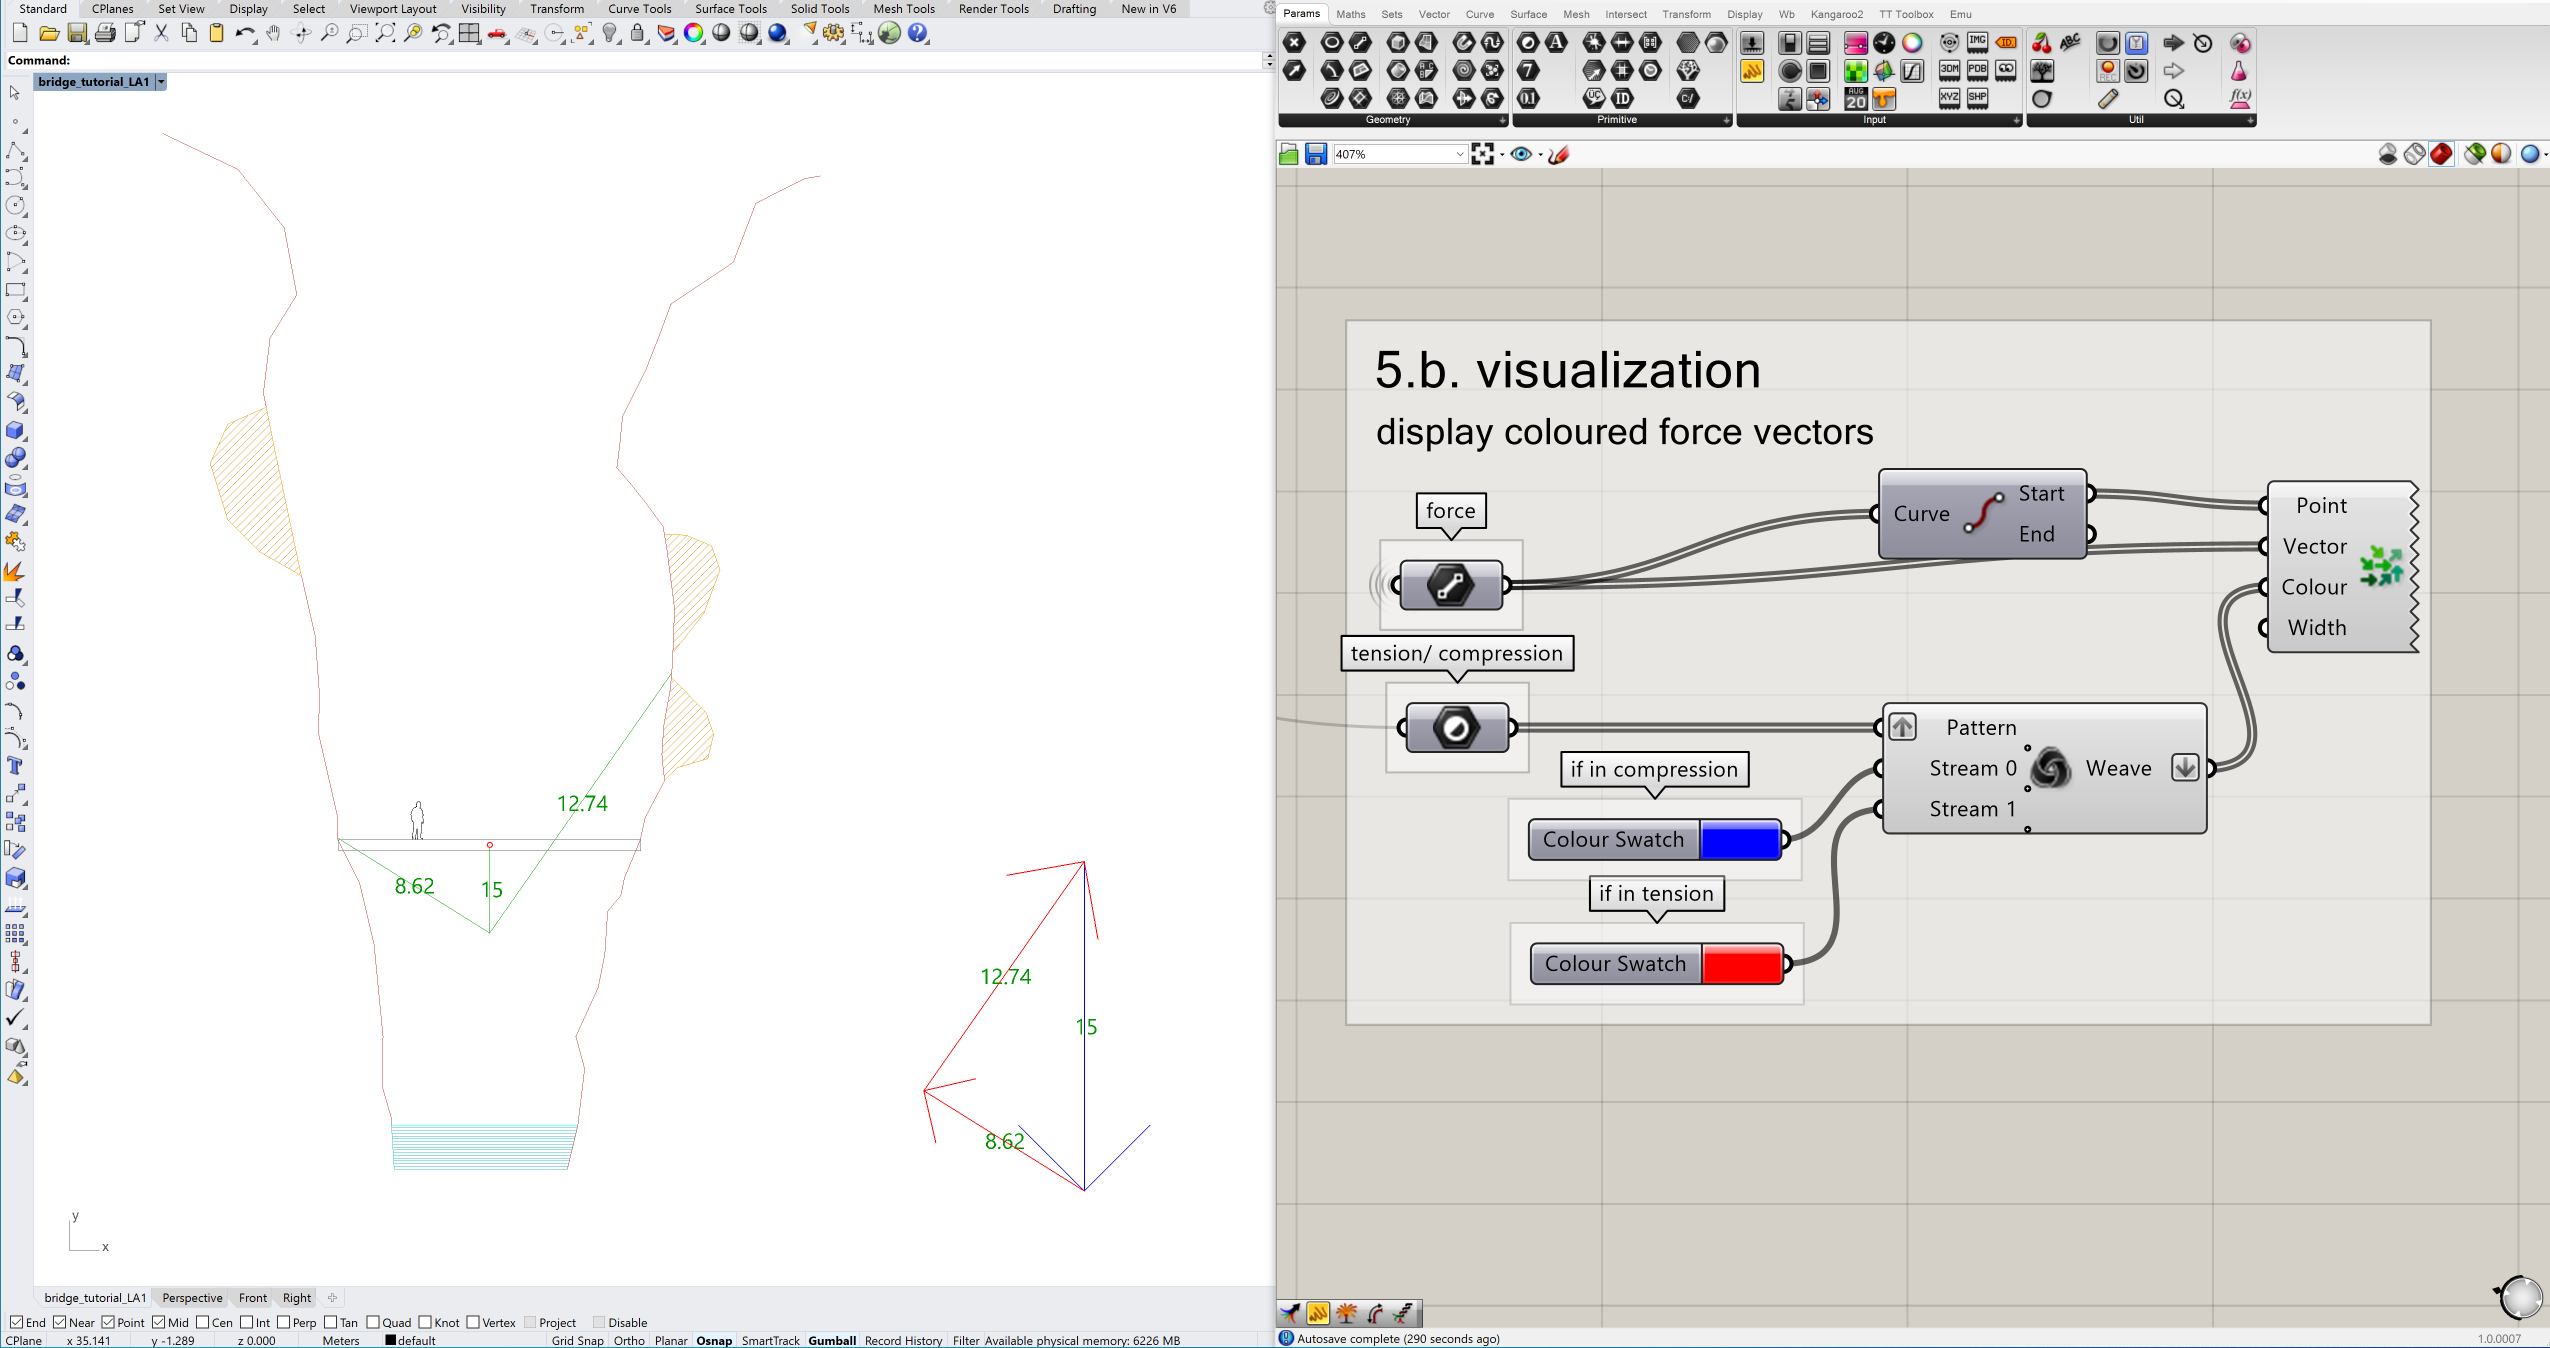 Standard CPlanes Set View Display Select Viewport Layout Visibility Transform Curve Tools Surface Tools Solid Tools Mesh Tools Render Tools Drafting New in V6
Command:
bridge_tutorial_LA1
12.74
8.62
15
12.74
15
8.62
y
x
bridge_tutorial_LA1 Perspective Front Right
End Near Point Mid Cen Int Perp Tan Quad Knot Vertex Project Disable
CPlane x 35.141 y -1.289 z 0.000 Meters default Grid Snap Ortho Planar Osnap SmartTrack Gumball Record History Filter Available physical memory: 6226 MB
Params Maths Sets Vector Curve Surface Mesh Intersect Transform Display Wb Kangaroo2 TT Toolbox Emu
Geometry Primitive Input Util
407%
5.b. visualization
display coloured force vectors
force
Curve
Start
End
Point
Vector
Colour
Width
tension/ compression
Pattern
Stream 0
Stream 1
Weave
if in compression
Colour Swatch
if in tension
Colour Swatch
Autosave complete (290 seconds ago)
1.0.0007